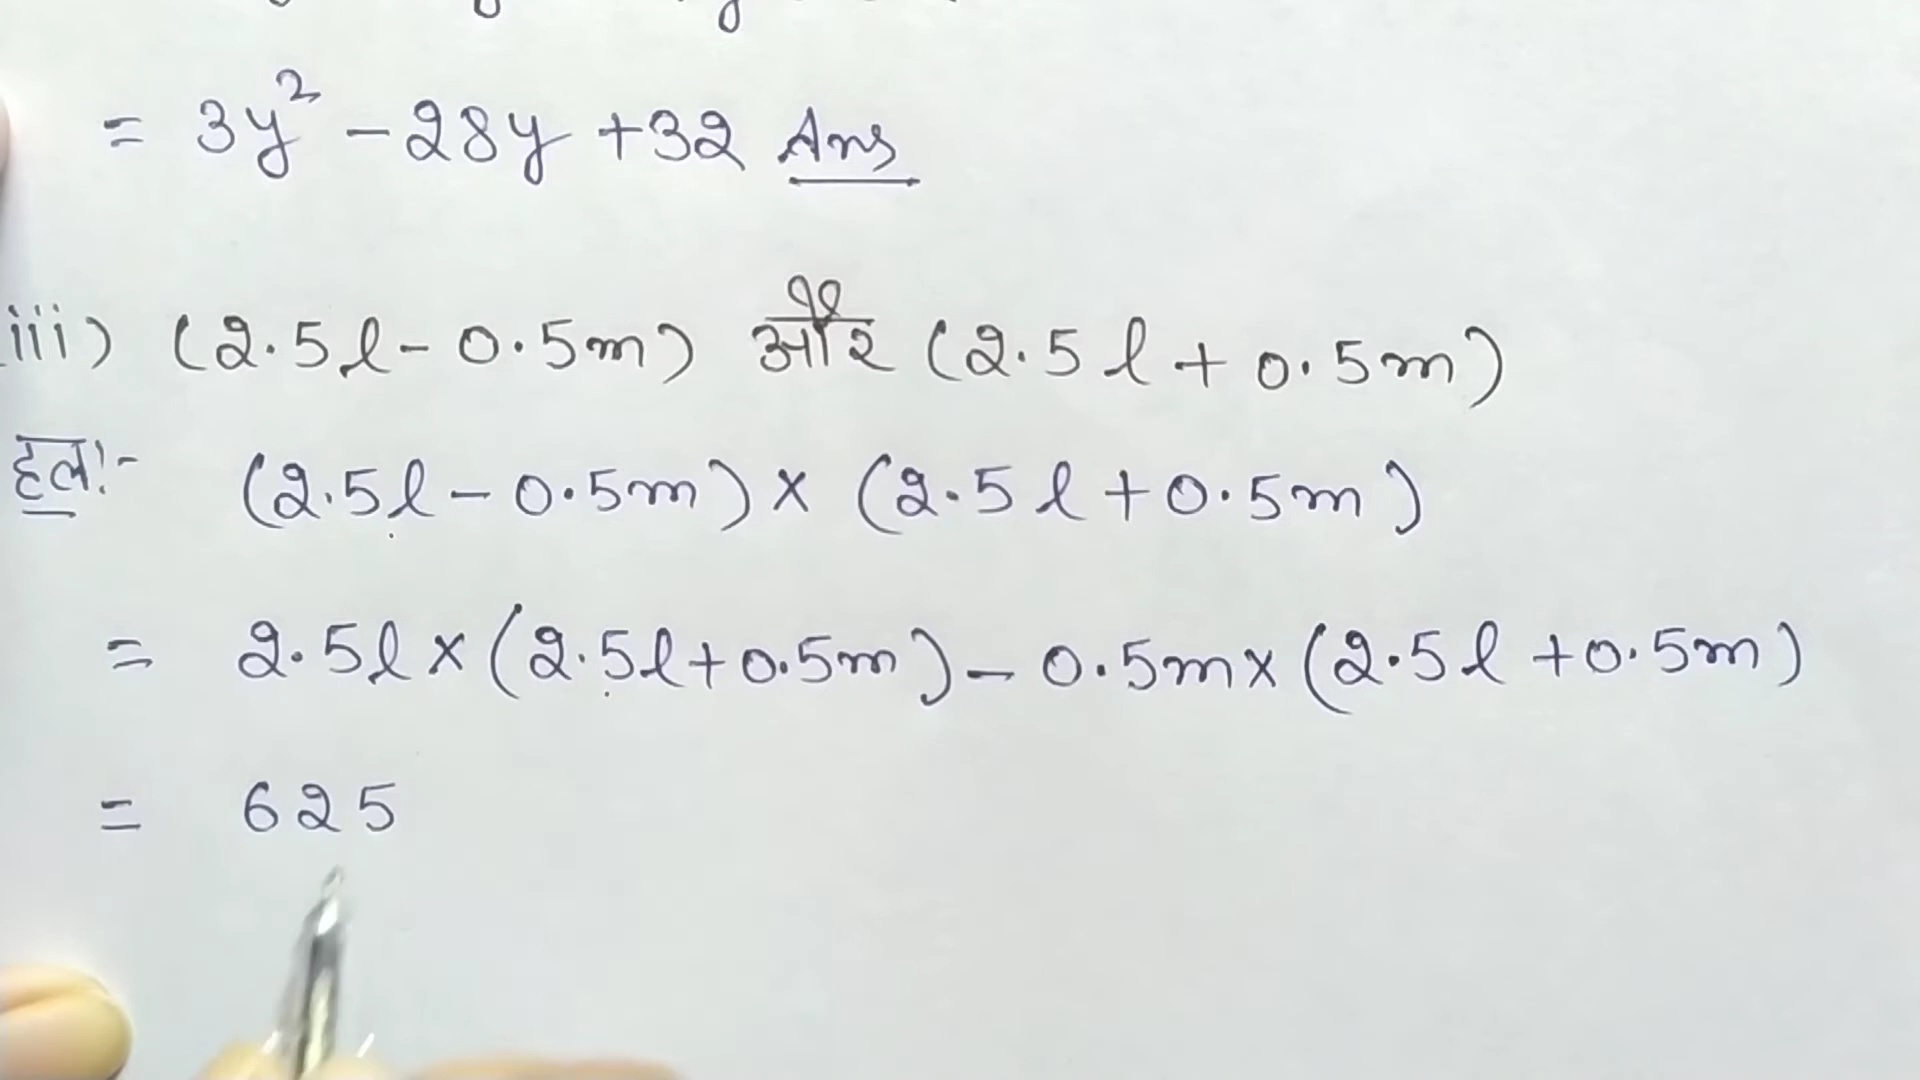 = 3y² - 28y + 32 Ans
iii) (2.5l - 0.5m) और (2.5l + 0.5m)
हल:- (2.5l - 0.5m) × (2.5l + 0.5m)
= 2.5l × (2.5l + 0.5m) - 0.5m × (2.5l + 0.5m)
= 625